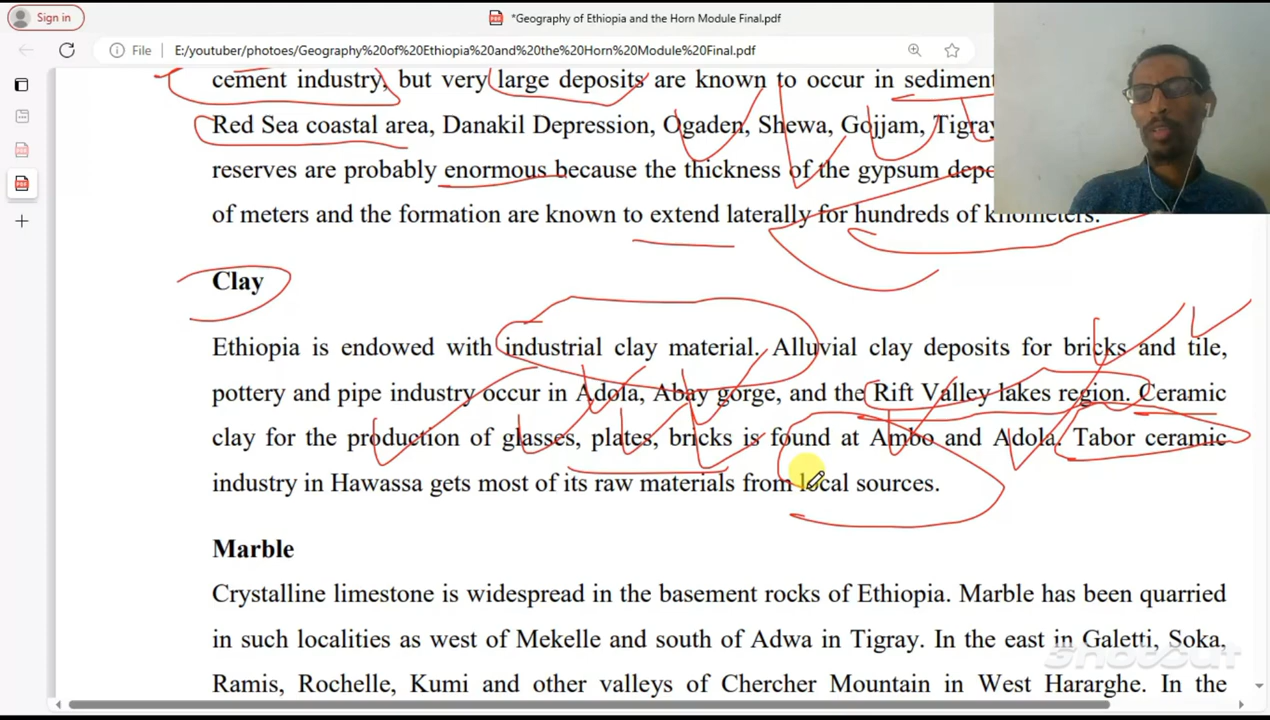 Sign in
*Geography of Ethiopia and the Horn Module Final.pdf
File E:/youtuber/photoes/Geography%20of%20Ethiopia%20and%20the%20Horn%20Module%20Final.pdf
cement industry, but very large deposits are known to occur in
Red Sea coastal area, Danakil Depression, Ogaden, Shewa, Gojjam,
reserves are probably enormous because the thickness of the gypsum
of meters and the formation are known to extend laterally for hundreds of kilometers.
Clay
Ethiopia is endowed with industrial clay material. Alluvial clay deposits for bricks and tile,
pottery and pipe industry occur in Adola, Abay gorge, and the Rift Valley lakes region. Ceramic
clay for the production of glasses, plates, bricks is found at Ambo and Adola. Tabor ceramic
industry in Hawassa gets most of its raw materials from local sources.
Marble
Crystalline limestone is widespread in the basement rocks of Ethiopia. Marble has been quarried
in such localities as west of Mekelle and south of Adwa in Tigray. In the east in Galetti, Soka,
Ramis, Rochelle, Kumi and other valleys of Chercher Mountain in West Hararghe. In the
Shotcut